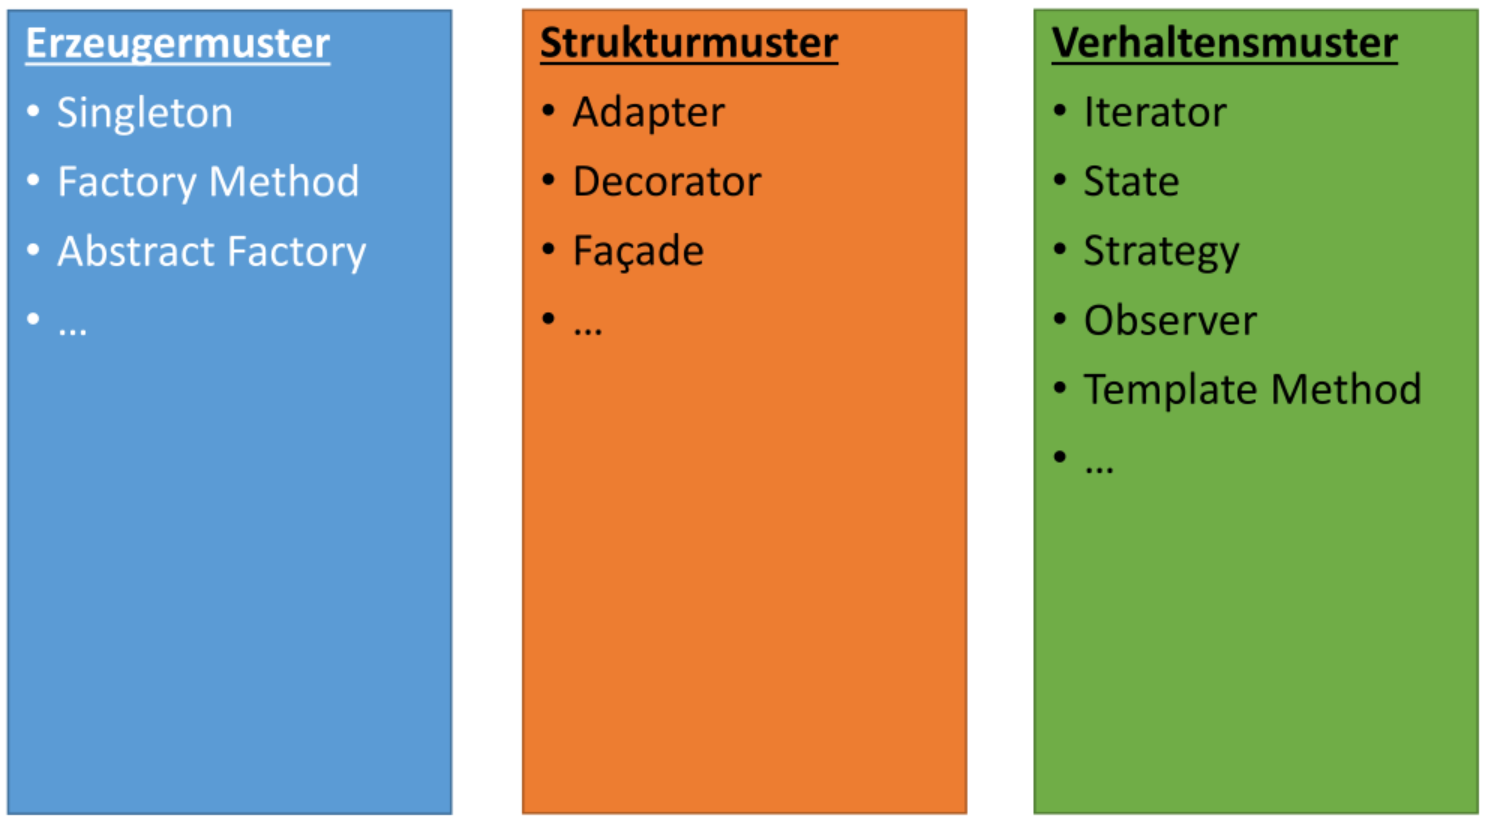 Erzeugermuster
• Singleton
• Factory Method
• Abstract Factory
• ...
Strukturmuster
• Adapter
• Decorator
• Façade
• ...
Verhaltensmuster
• Iterator
• State
• Strategy
• Observer
• Template Method
• ...